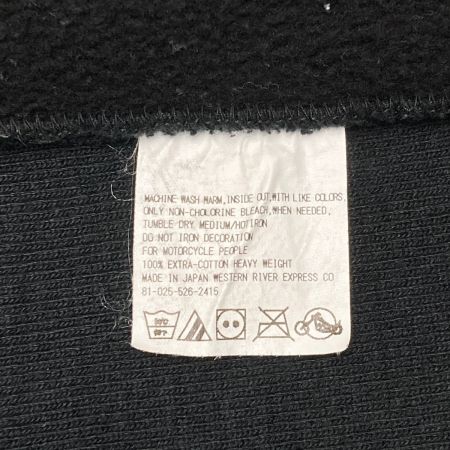 MACHINE WASH WARM, INSIDE OUT, WITH LIKE COLORS,
ONLY NON-CHOLORINE BLEACH, WHEN NEEDED,
TUMBLE DRY MEDIUM/HOTIRON
DO NOT IRON DECORATION
FOR MOTORCYCLE PEOPLE
100% EXTRA-COTTON HEAVY WEIGHT
MADE IN JAPAN WESTERN RIVER EXPRESS CO
81-025-526-2415